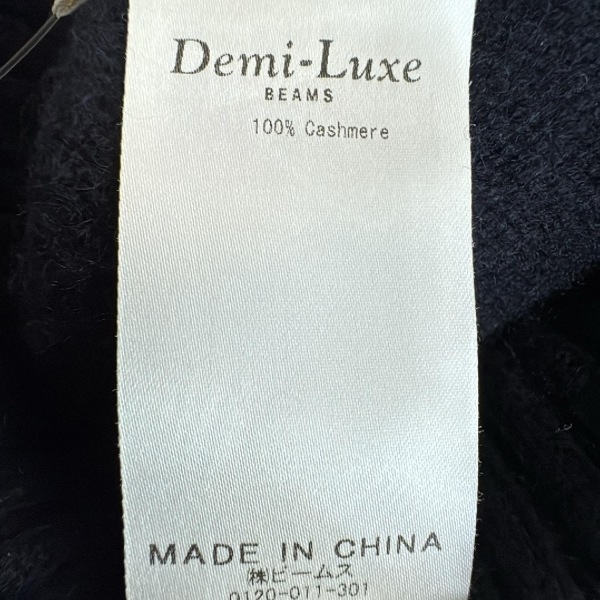 Demi-Luxe
BEAMS
100% Cashmere
MADE IN CHINA
㈱ビームス
0120-011-301